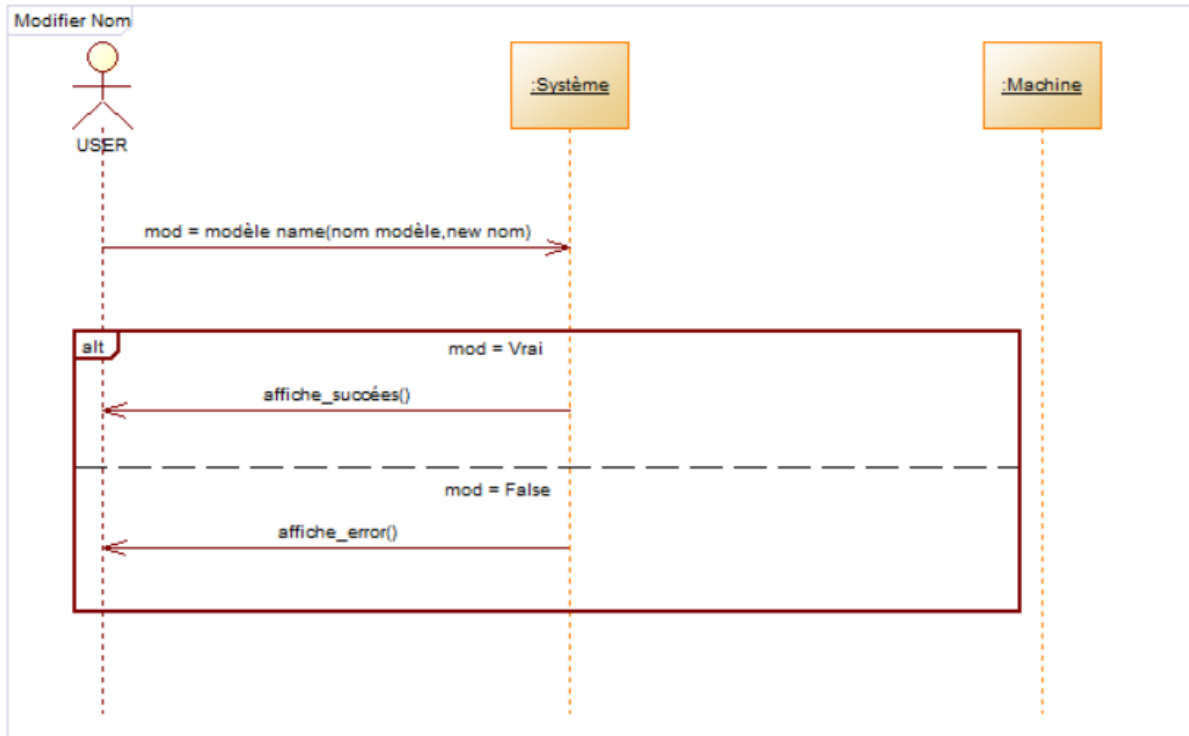 Modifier Nom
:Système
:Machine
USER
mod = modèle name(nom modèle,new nom)
alt
mod = Vrai
affiche_succées()
mod = False
affiche_error()